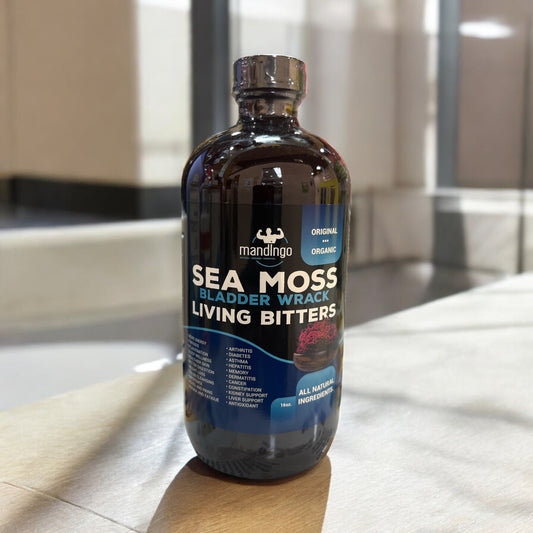 mandingo
ORIGINAL
ORGANIC
SEA MOSS
BLADDER WRACK
LIVING BITTERS
• ARTHRITIS
• DIABETES
• ASTHMA
• HEPATITIS
• MEMORY
• DERMATITIS
• CANCER
• CONSTIPATION
• KIDNEY SUPPORT
• LIVER SUPPORT
• ANTIOXIDANT
16oz.
ALL NATURAL
INGREDIENTS